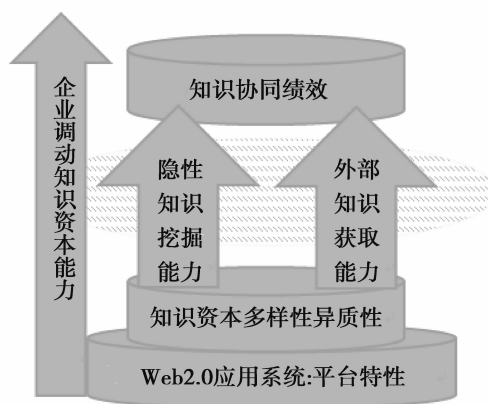 企业调动知识资本能力
知识协同绩效
隐性
知识
挖掘
能力
外部
知识
获取
能力
知识资本多样性异质性
Web2.0应用系统:平台特性